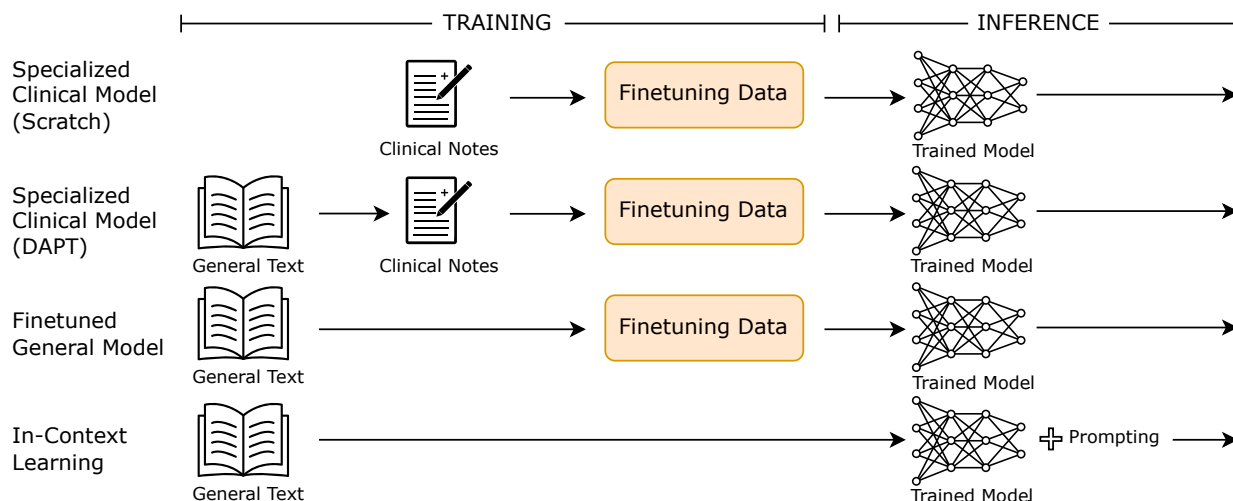 TRAINING
INFERENCE
Specialized
Clinical Model
(Scratch)
Clinical Notes
Finetuning Data
Trained Model
Specialized
Clinical Model
(DAPT)
General Text
Clinical Notes
Finetuning Data
Trained Model
Finetuned
General Model
General Text
Finetuning Data
Trained Model
In-Context
Learning
General Text
Trained Model
Prompting